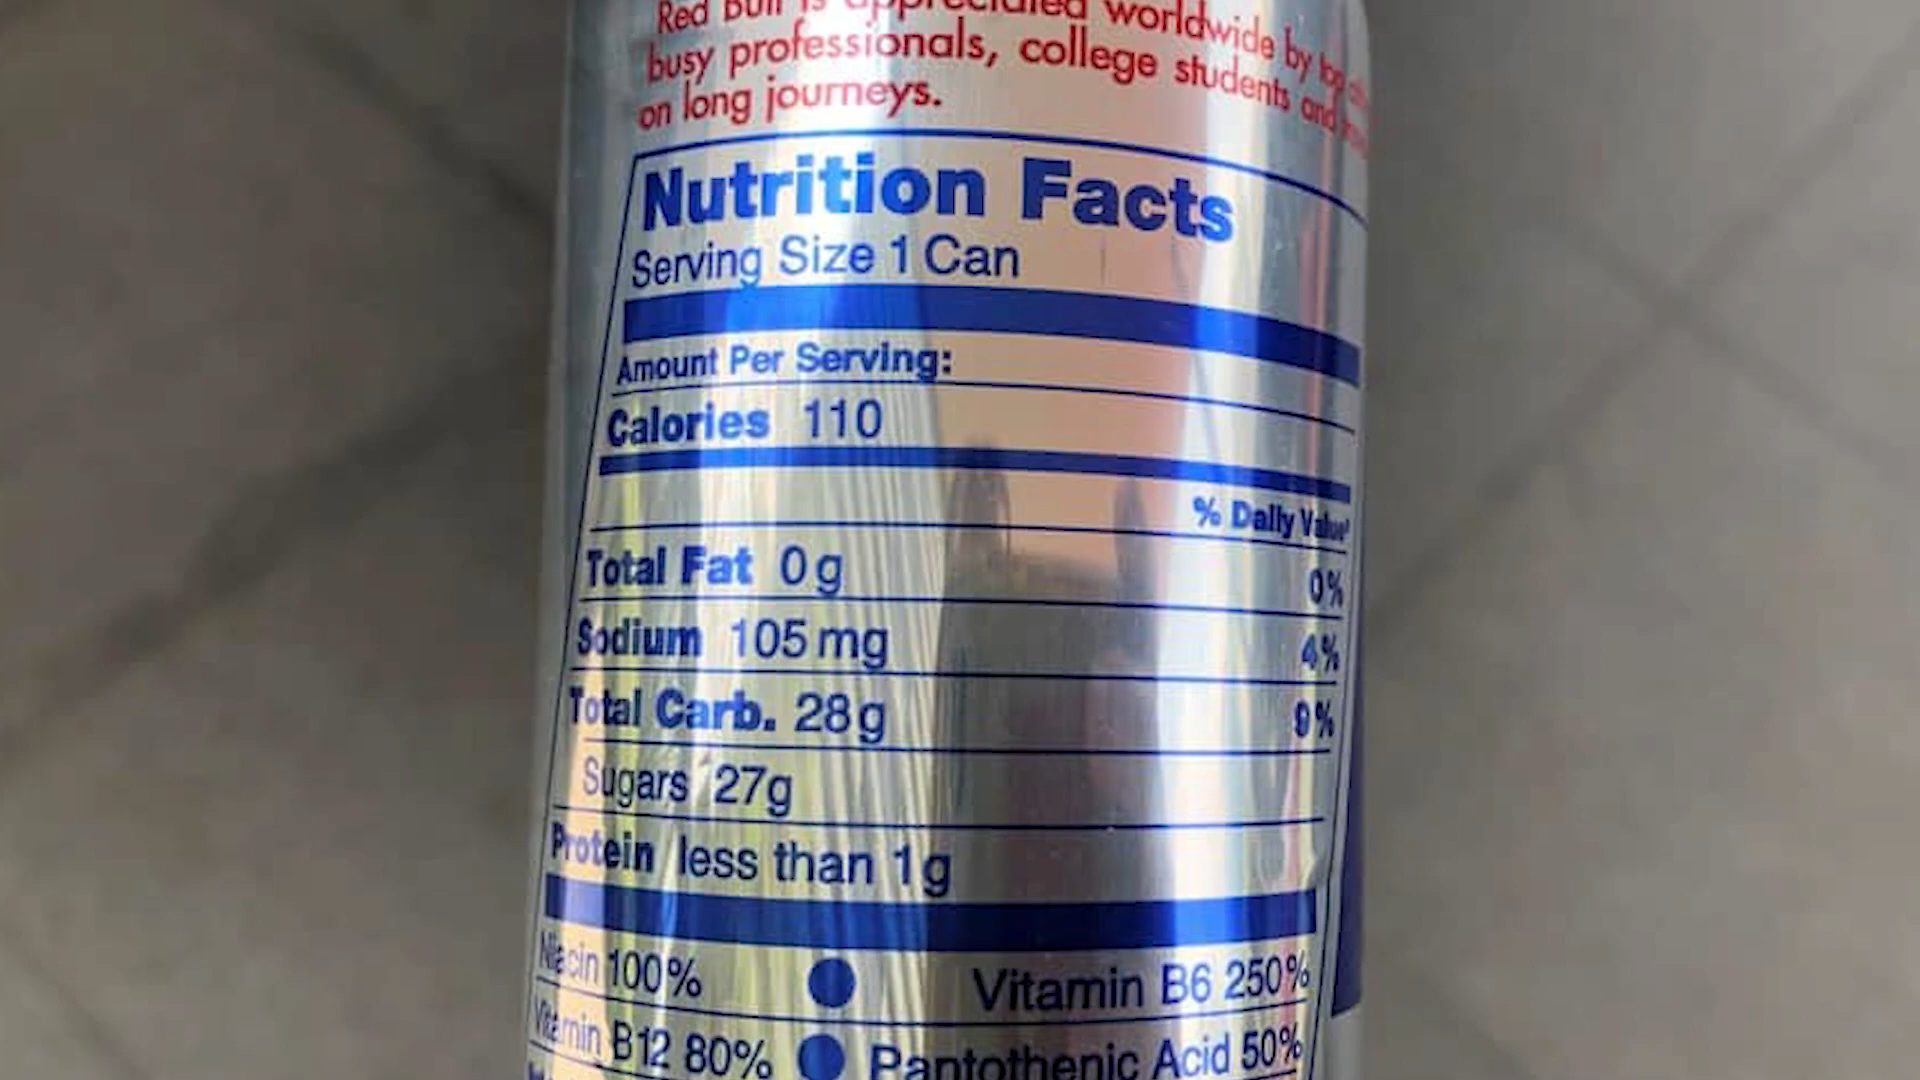 Red Bull is appreciated worldwide by top
busy professionals, college students and
on long journeys.
Nutrition Facts
Serving Size 1 Can
Amount Per Serving:
Calories 110
% Daily Value*
Total Fat 0g 0%
Sodium 105mg 4%
Total Carb. 28g 9%
Sugars 27g
Protein less than 1g
Niacin 100% ● Vitamin B6 250%
Vitamin B12 80% ● Pantothenic Acid 50%